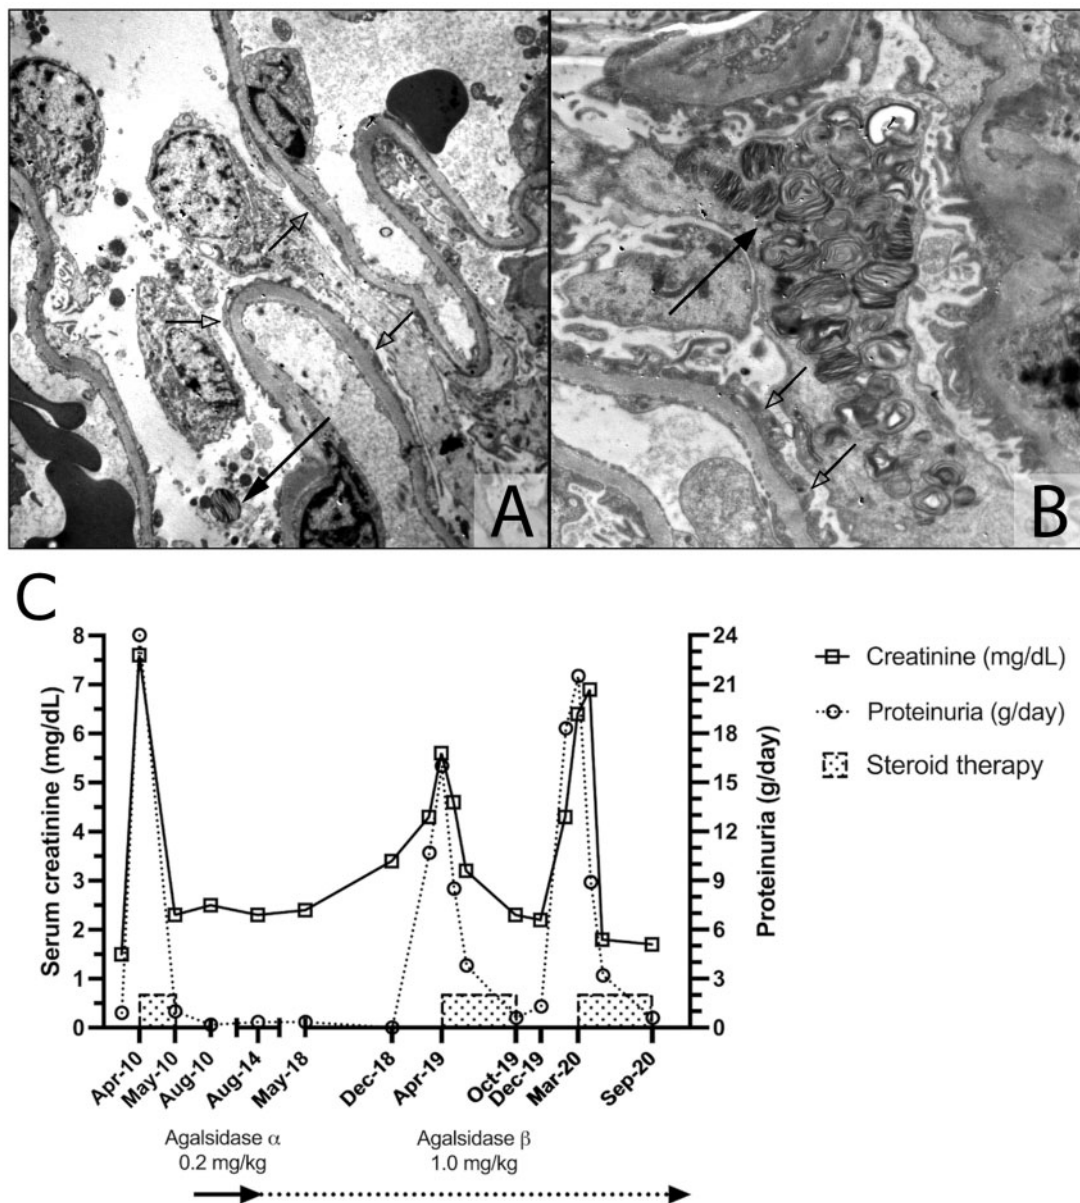 A
B
C
8
7
6
5
4
3
2
1
0
Serum creatinine (mg/dL)
24
21
18
15
12
9
6
3
0
Proteinuria (g/day)
Creatinine (mg/dL)
Proteinuria (g/day)
Steroid therapy
Apr-10
May-10
Aug-10
Aug-14
May-18
Dec-18
Apr-19
Oct-19
Dec-19
Mar-20
Sep-20
Agalsidase α
0.2 mg/kg
Agalsidase β
1.0 mg/kg